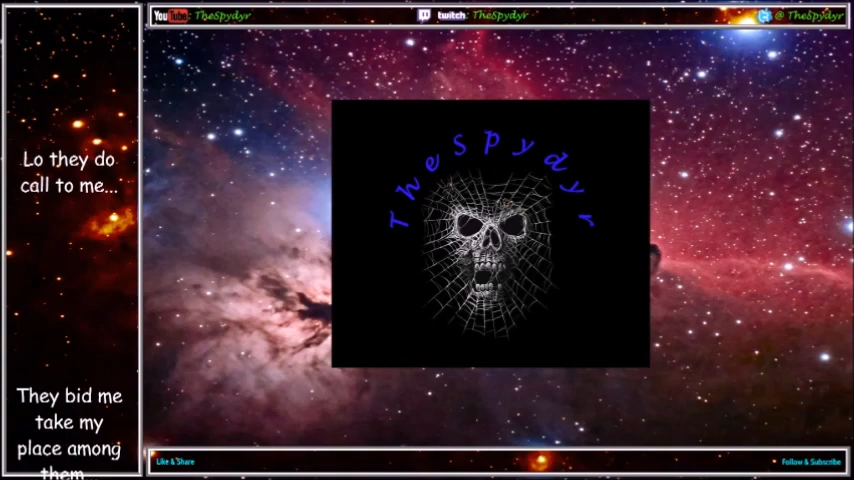 YouTube: TheSpydyr
twitch: TheSpydyr
@ TheSpydyr
TheSpydyr
Lo they do
call to me...
They bid me
take my
place among
them...
Like & Share
Follow & Subscribe